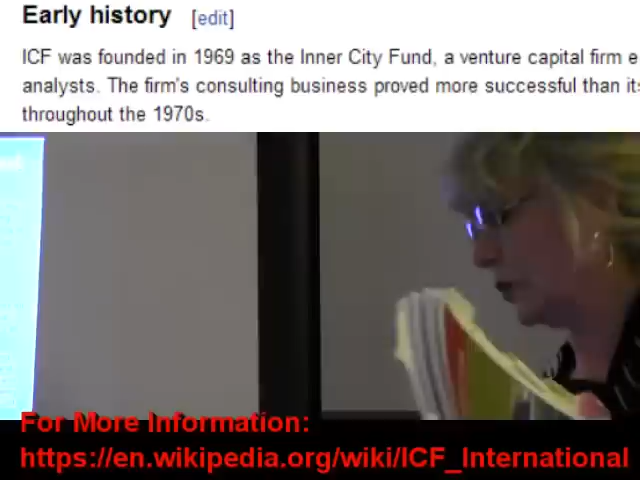 Early history [edit]
ICF was founded in 1969 as the Inner City Fund, a venture capital firm e
analysts. The firm's consulting business proved more successful than it
throughout the 1970s.
For More Information:
https://en.wikipedia.org/wiki/ICF_International